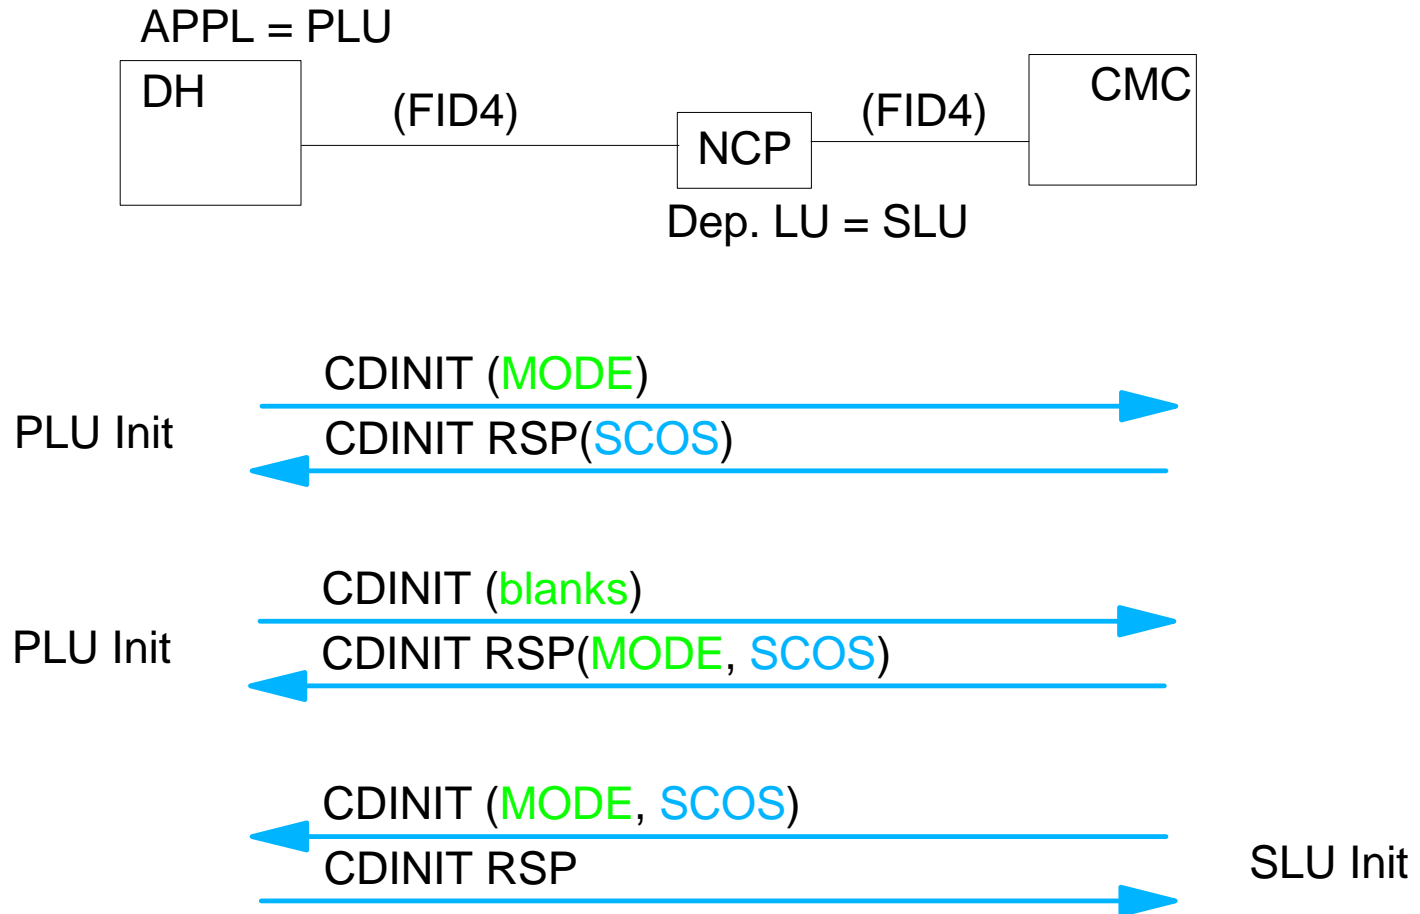 APPL = PLU
DH
(FID4)
NCP
(FID4)
CMC
Dep. LU = SLU
CDINIT (MODE)
PLU Init
CDINIT RSP(SCOS)
CDINIT (blanks)
PLU Init
CDINIT RSP(MODE, SCOS)
CDINIT (MODE, SCOS)
CDINIT RSP
SLU Init